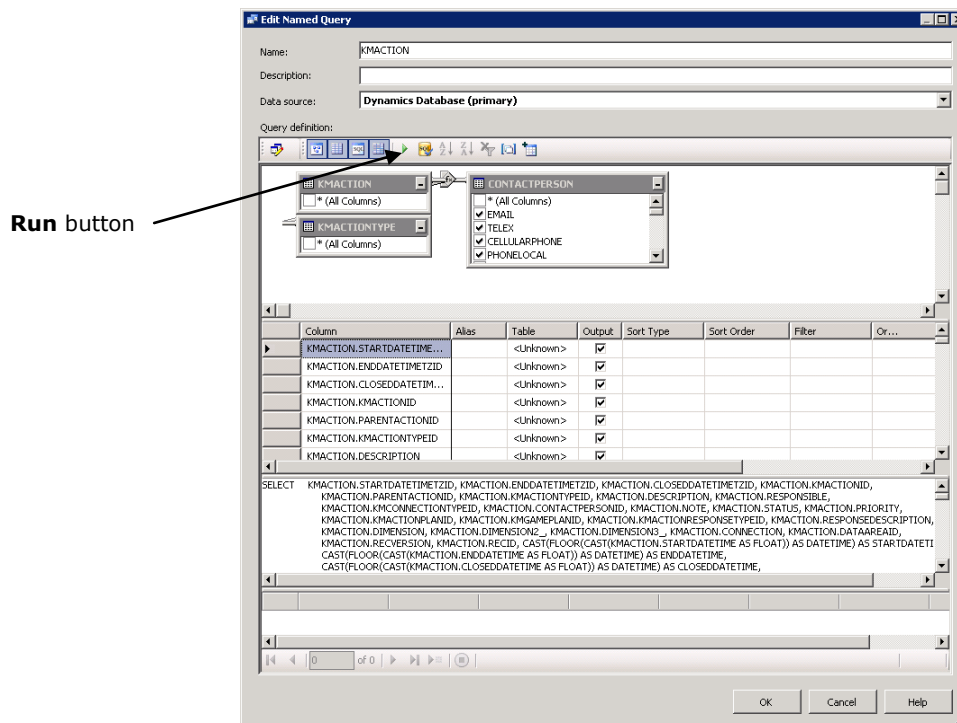 Edit Named Query
Name: KMACTION
Description:
Data source: Dynamics Database (primary)
Query definition:
SQL
SQL
KMACTION
* (All Columns)
KMACTIONTYPE
* (All Columns)
CONTACTPERSON
* (All Columns)
EMAIL
TELEX
CELLULARPHONE
PHONELOCAL
Run button
Column Alias Table Output Sort Type Sort Order Filter Or...
KMACTION.STARTDATETIME... <Unknown>
KMACTION.ENDDATETIMETZID <Unknown>
KMACTION.CLOSEDDATETIM... <Unknown>
KMACTION.KMACTIONID <Unknown>
KMACTION.PARENTACTIONID <Unknown>
KMACTION.KMACTIONTYPEID <Unknown>
KMACTION.DESCRIPTION <Unknown>
SELECT KMACTION.STARTDATETIMETZID, KMACTION.ENDDATETIMETZID, KMACTION.CLOSEDDATETIMETZID, KMACTION.KMACTIONID,
KMACTION.PARENTACTIONID, KMACTION.KMACTIONTYPEID, KMACTION.DESCRIPTION, KMACTION.RESPONSIBLE,
KMACTION.KMCONNECTIONTYPEID, KMACTION.CONTACTPERSONID, KMACTION.NOTE, KMACTION.STATUS, KMACTION.PRIORITY,
KMACTION.KMACTIONPLANID, KMACTION.KMGAMEPLANID, KMACTION.KMACTIONRESPONSETYPEID, KMACTION.RESPONSEDESCRIPTION,
KMACTION.DIMENSION, KMACTION.DIMENSION2_, KMACTION.DIMENSION3_, KMACTION.CONNECTION, KMACTION.DATAAREAID,
KMACTION.RECVERSION, KMACTION.RECID, CAST(FLOOR(CAST(KMACTION.STARTDATETIME AS FLOAT)) AS DATETIME) AS STARTDATETI
CAST(FLOOR(CAST(KMACTION.ENDDATETIME AS FLOAT)) AS DATETIME) AS ENDDATETIME,
CAST(FLOOR(CAST(KMACTION.CLOSEDDATETIME AS FLOAT)) AS DATETIME) AS CLOSEDDATETIME,
0 of 0
OK Cancel Help